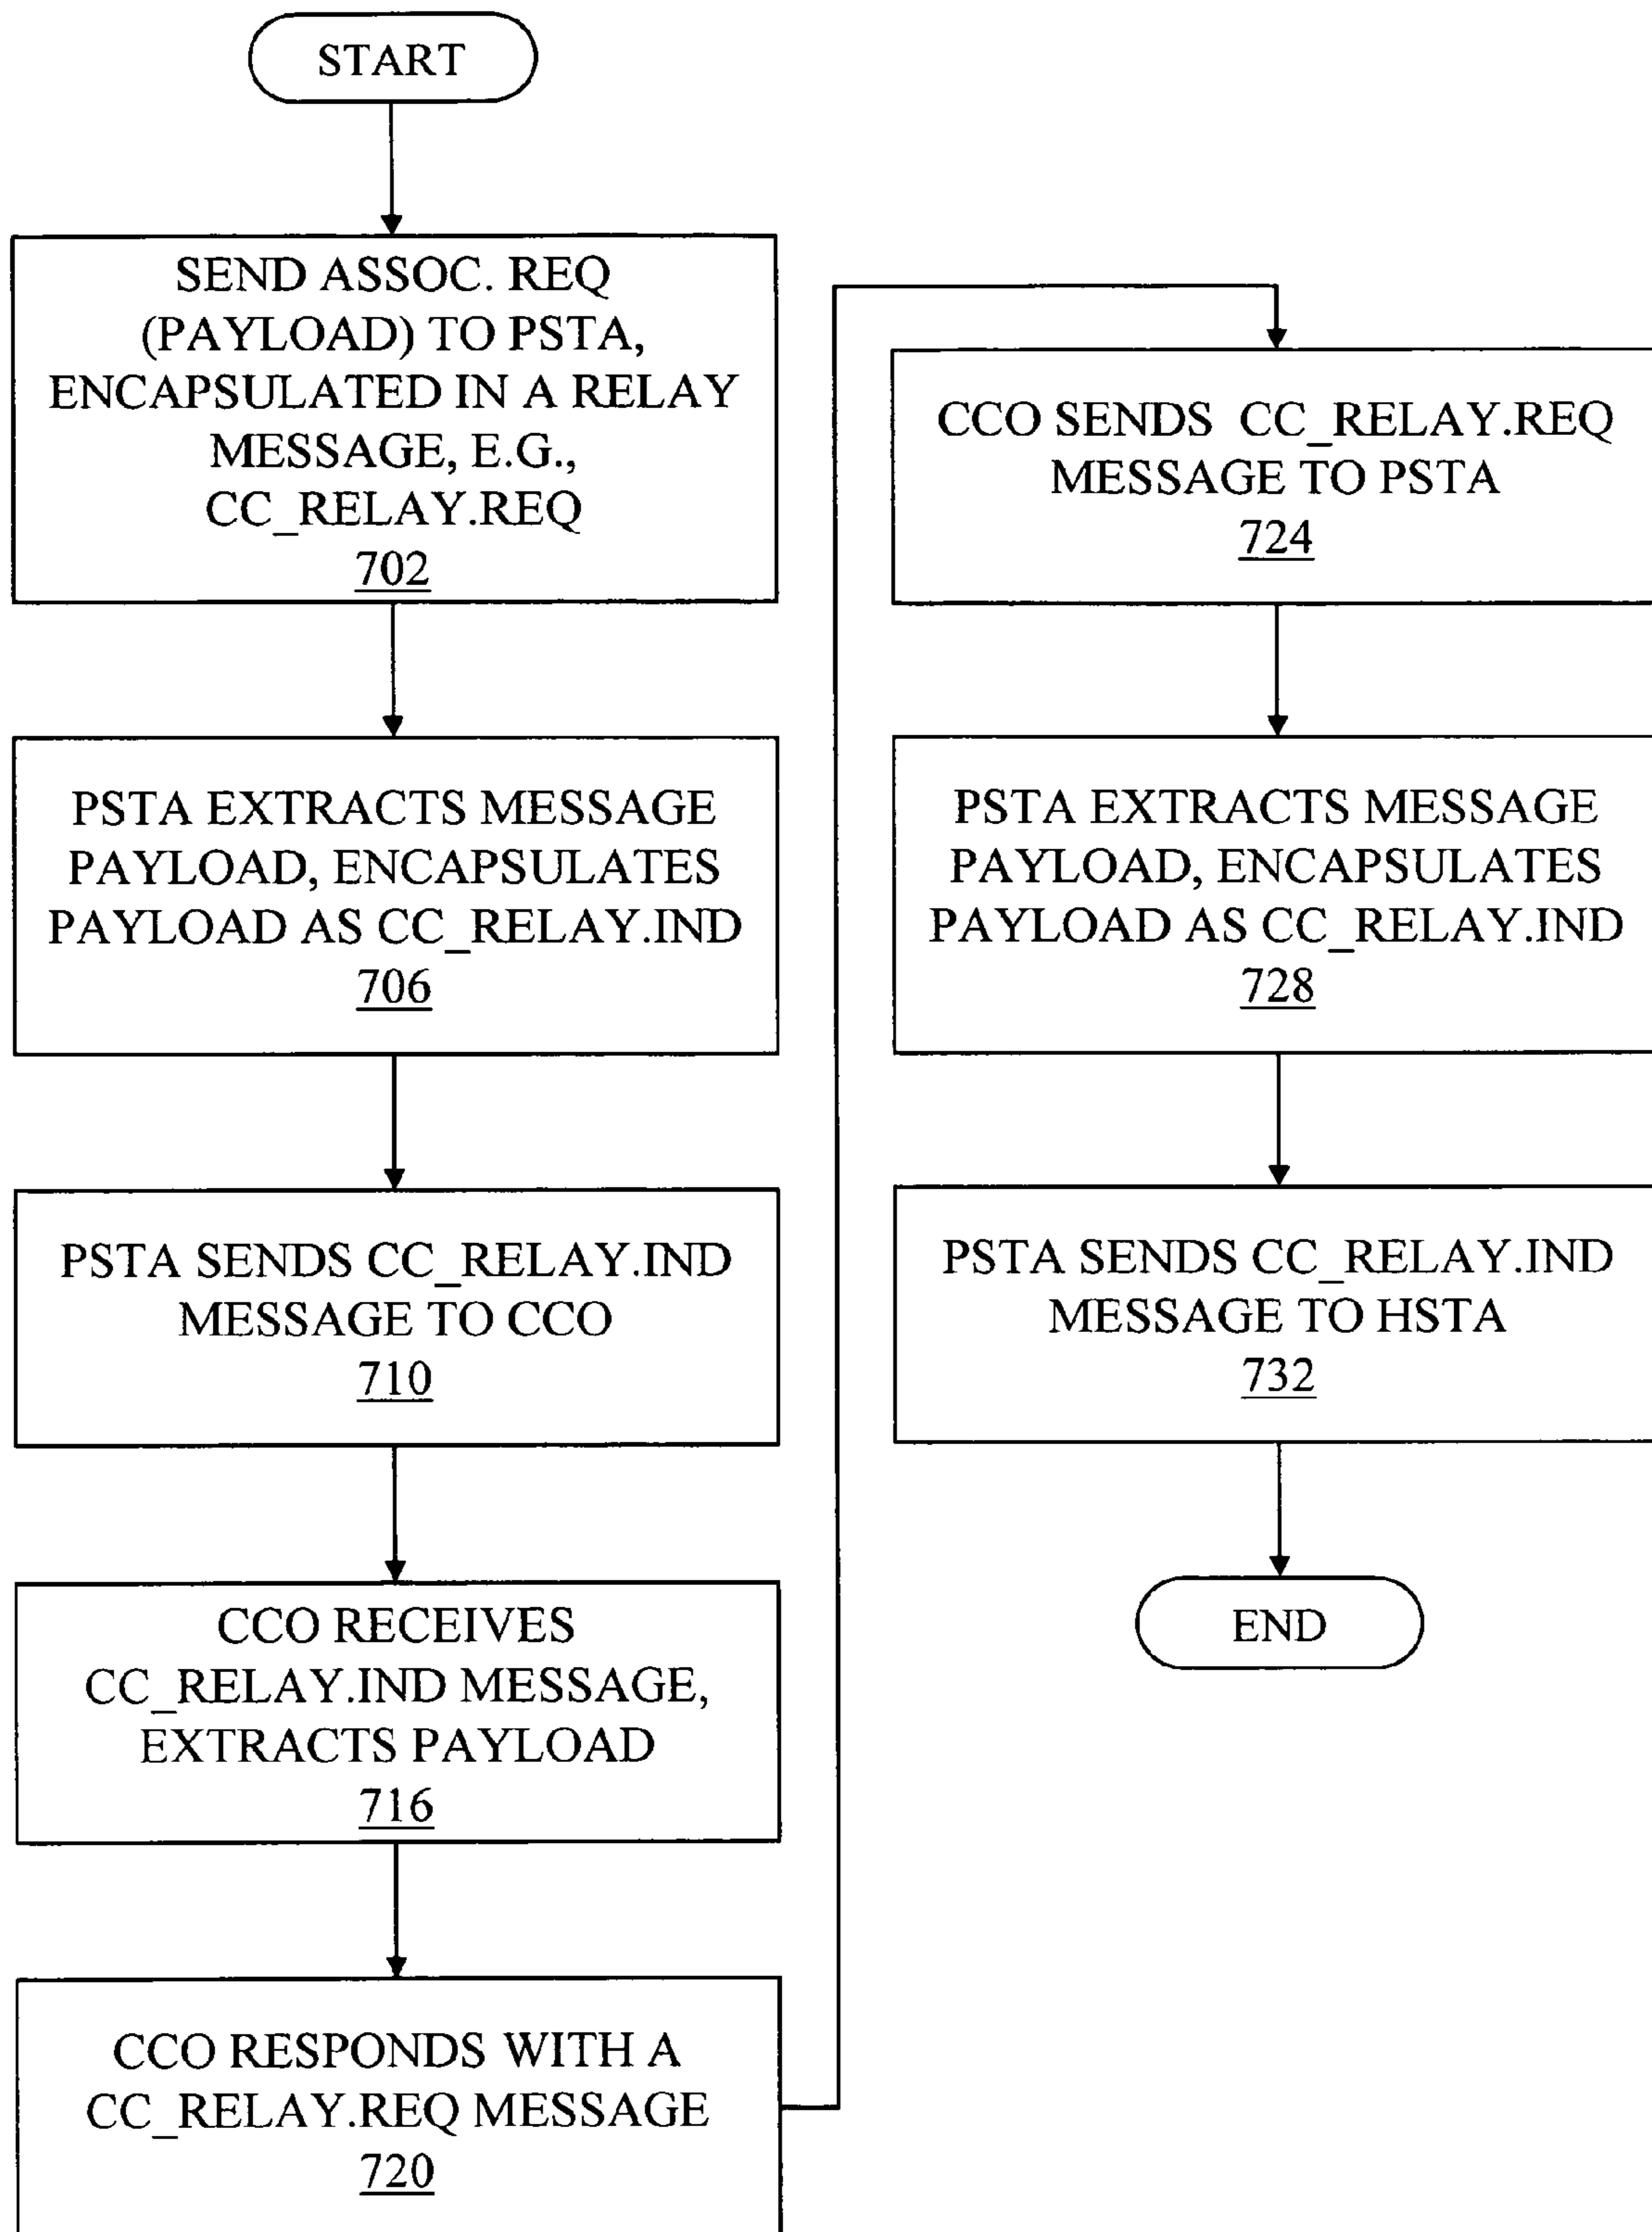 START
SEND ASSOC. REQ
(PAYLOAD) TO PSTA,
ENCAPSULATED IN A RELAY
MESSAGE, E.G.,
CC_RELAY.REQ
702
PSTA EXTRACTS MESSAGE
PAYLOAD, ENCAPSULATES
PAYLOAD AS CC_RELAY.IND
706
PSTA SENDS CC_RELAY.IND
MESSAGE TO CCO
710
CCO RECEIVES
CC_RELAY.IND MESSAGE,
EXTRACTS PAYLOAD
716
CCO RESPONDS WITH A
CC_RELAY.REQ MESSAGE
720
CCO SENDS CC_RELAY.REQ
MESSAGE TO PSTA
724
PSTA EXTRACTS MESSAGE
PAYLOAD, ENCAPSULATES
PAYLOAD AS CC_RELAY.IND
728
PSTA SENDS CC_RELAY.IND
MESSAGE TO HSTA
732
END